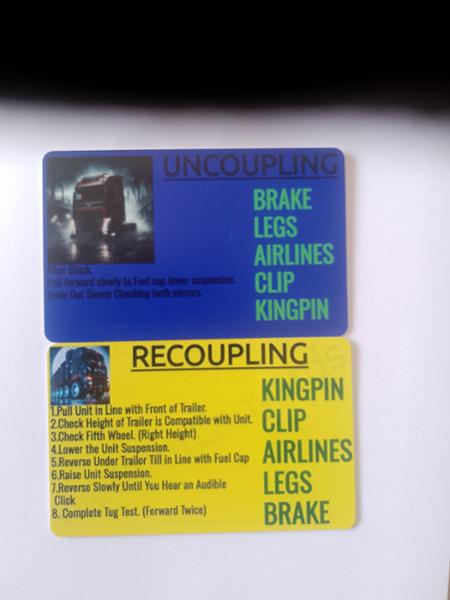 UNCOUPLING
BRAKE
LEGS
AIRLINES
CLIP
KINGPIN
After Black.
Pull forward slowly to Fuel cap lower suspension.
Drive Out Slowly Checking both mirrors.
RECOUPLING
1.Pull Unit in Line with Front of Trailer.
2.Check Height of Trailer is Compatible with Unit.
3.Check Fifth Wheel. (Right Height)
4.Lower the Unit Suspension.
5.Reverse Under Trailer Till in Line with Fuel Cap
6.Raise Unit Suspension.
7.Reverse Slowly Until You Hear an Audible
Click
8. Complete Tug Test. (Forward Twice)
KINGPIN
CLIP
AIRLINES
LEGS
BRAKE